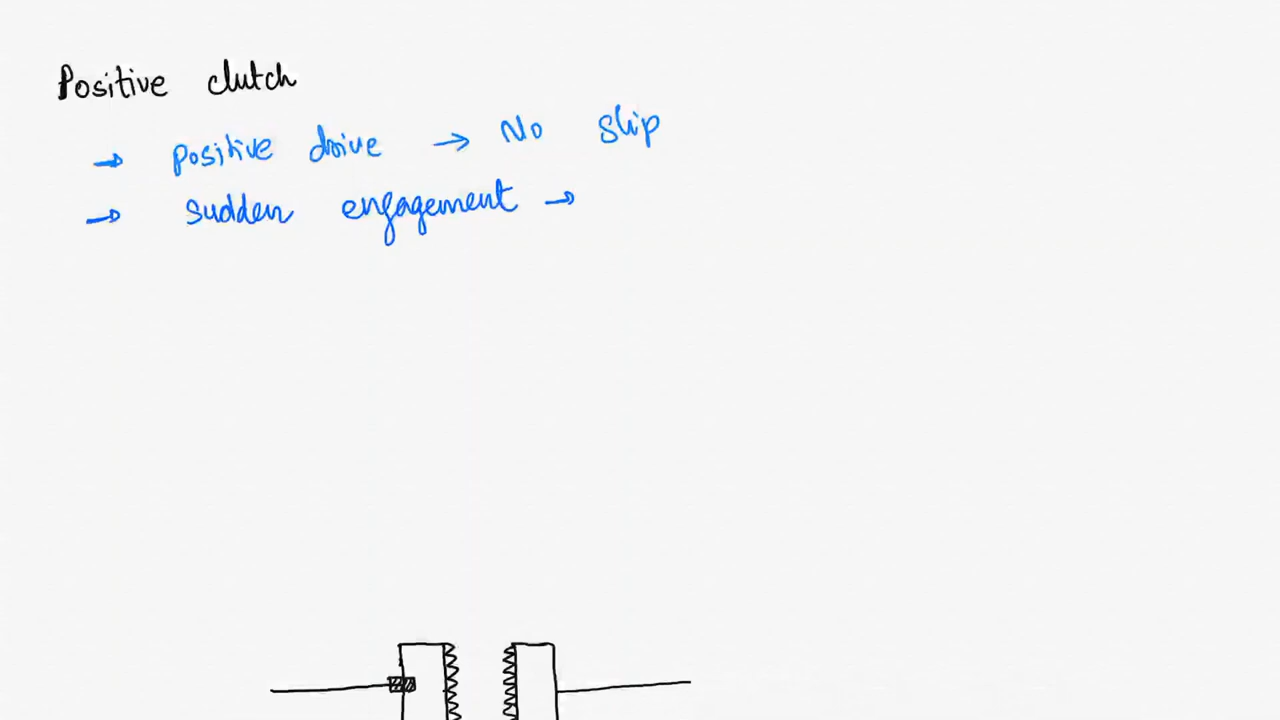 Positive clutch
→ positive drive → No slip
→ sudden engagement →